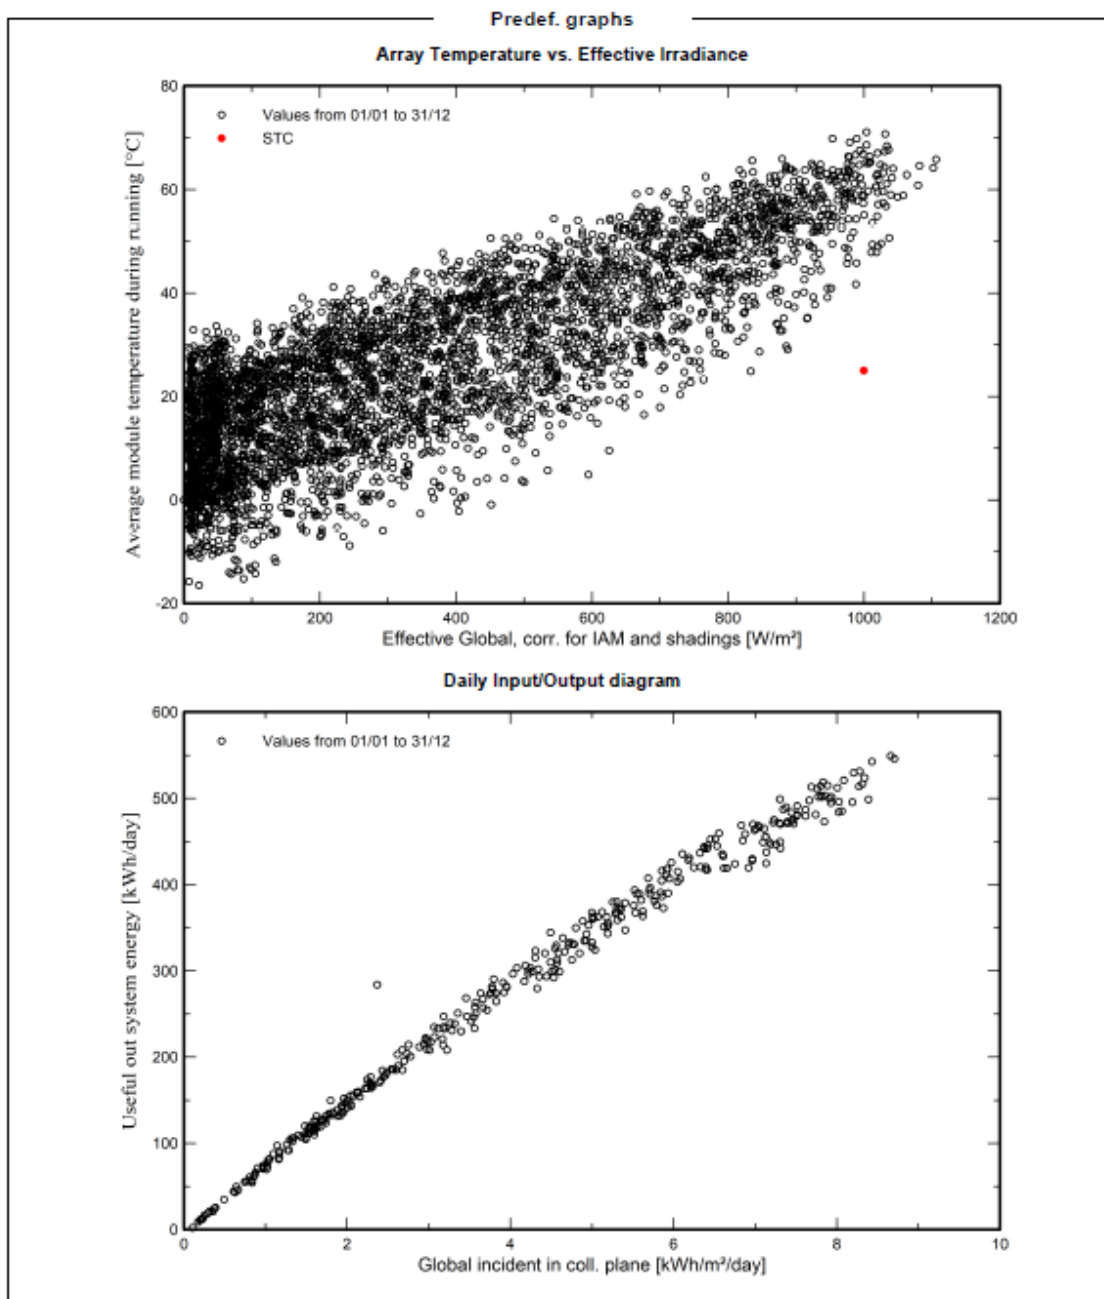 Predef. graphs
Array Temperature vs. Effective Irradiance
80
Values from 01/01 to 31/12
STC
60
40
20
0
-20
Average module temperature during running [°C]
0 200 400 600 800 1000 1200
Effective Global, corr. for IAM and shadings [W/m²]
Daily Input/Output diagram
600
Values from 01/01 to 31/12
500
400
300
200
100
0
Useful out system energy [kWh/day]
0 2 4 6 8 10
Global incident in coll. plane [kWh/m²/day]